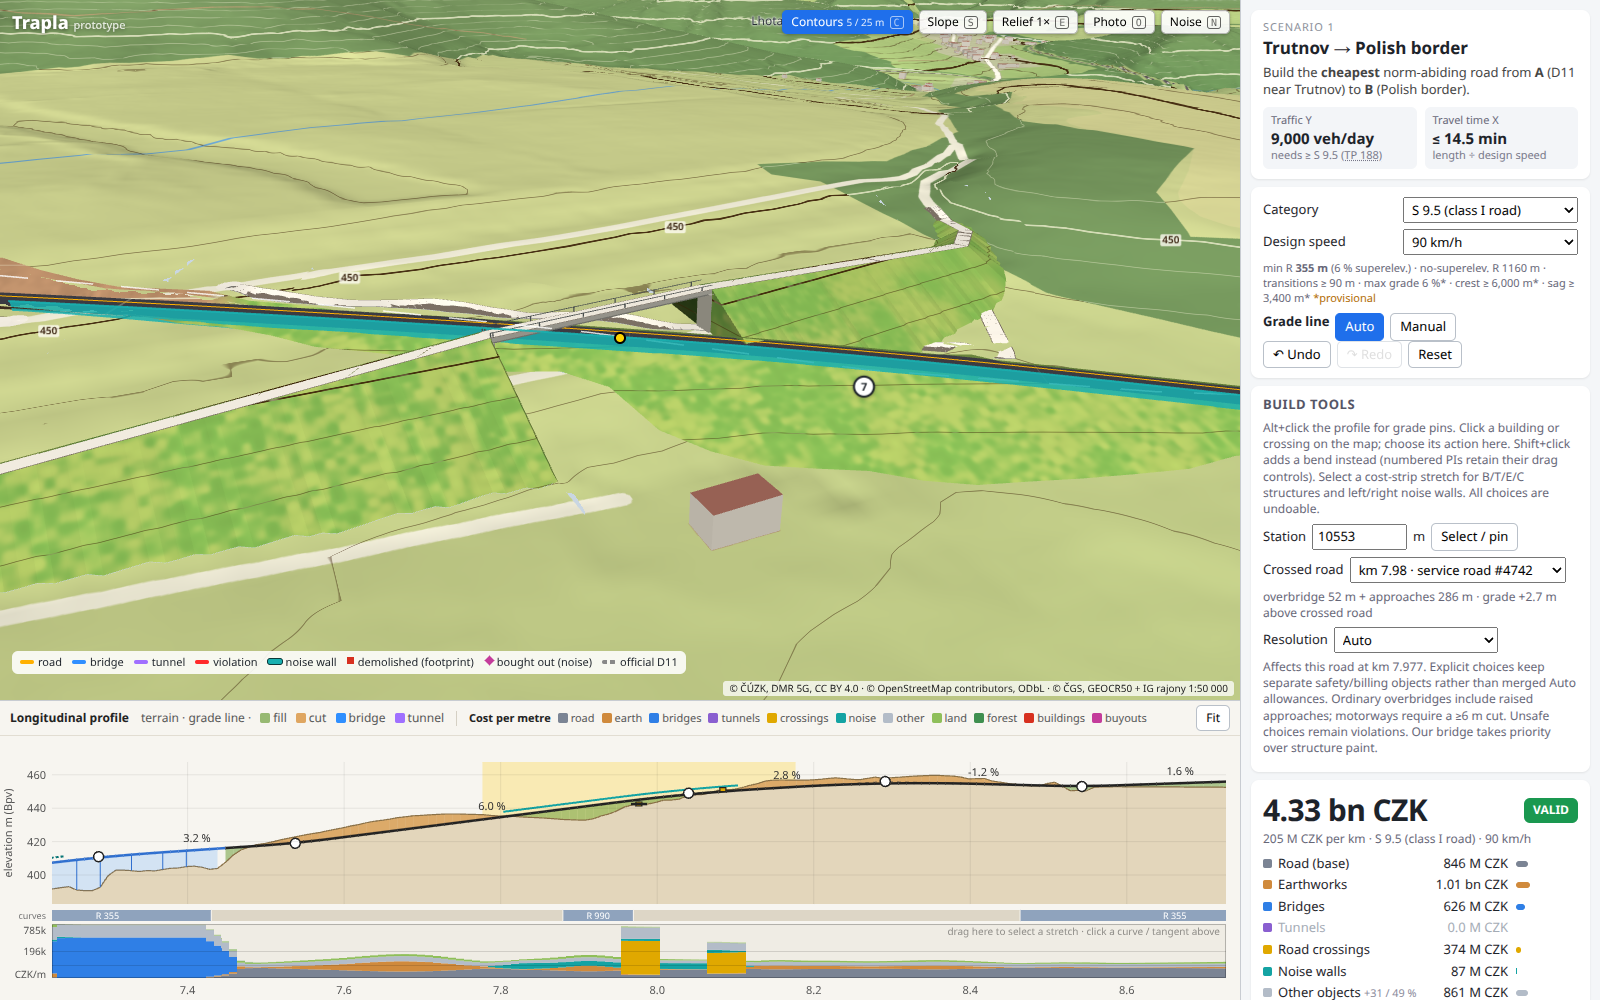 Trapla prototype
Lhota
Contours 5 / 25 m C
Slope S
Relief 1× E
Photo O
Noise N
450
450
450
450
7
road
bridge
tunnel
violation
noise wall
demolished (footprint)
bought out (noise)
official D11
© ČÚZK, DMR 5G, CC BY 4.0 · © OpenStreetMap contributors, ODbL · © ČGS, GEOCR50 + IG rajony 1:50 000
Longitudinal profile
terrain · grade line ·
fill
cut
bridge
tunnel
Cost per metre
road
earth
bridges
tunnels
crossings
noise
other
land
forest
buildings
buyouts
Fit
elevation m (Bpv)
460
440
420
400
3.2 %
6.0 %
2.8 %
-1.2 %
1.6 %
curves
R 355
R 990
R 355
785k
196k
CZK/m
drag here to select a stretch · click a curve / tangent above
7.4
7.6
7.8
8.0
8.2
8.4
8.6
SCENARIO 1
Trutnov → Polish border
Build the cheapest norm-abiding road from A (D11
near Trutnov) to B (Polish border).
Traffic Y
9,000 veh/day
needs ≥ S 9.5 (TP 188)
Travel time X
≤ 14.5 min
length ÷ design speed
Category
S 9.5 (class I road)
Design speed
90 km/h
min R 355 m (6 % superelev.) · no-superelev. R 1160 m ·
transitions ≥ 90 m · max grade 6 %* · crest ≥ 6,000 m* · sag ≥
3,400 m* *provisional
Grade line
Auto
Manual
↶ Undo
↷ Redo
Reset
BUILD TOOLS
Alt+click the profile for grade pins. Click a building or
crossing on the map; choose its action here. Shift+click
adds a bend instead (numbered PIs retain their drag
controls). Select a cost-strip stretch for B/T/E/C
structures and left/right noise walls. All choices are
undoable.
Station
10553
m
Select / pin
Crossed road
km 7.98 · service road #4742
overbridge 52 m + approaches 286 m · grade +2.7 m
above crossed road
Resolution
Auto
Affects this road at km 7.977. Explicit choices keep
separate safety/billing objects rather than merged Auto
allowances. Ordinary overbridges include raised
approaches; motorways require a ≥6 m cut. Unsafe
choices remain violations. Our bridge takes priority
over structure paint.
4.33 bn CZK
VALID
205 M CZK per km · S 9.5 (class I road) · 90 km/h
Road (base) 846 M CZK
Earthworks 1.01 bn CZK
Bridges 626 M CZK
Tunnels 0.0 M CZK
Road crossings 374 M CZK
Noise walls 87 M CZK
Other objects +31 / 49 % 861 M CZK